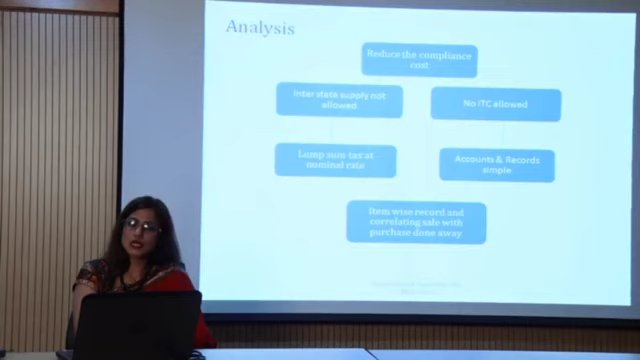 Analysis
Reduce the compliance
cost
Inter state supply not
allowed
No ITC allowed
Lump sum tax at
nominal rate
Accounts & Records
simple
Item wise record and
correlating sale with
purchase done away